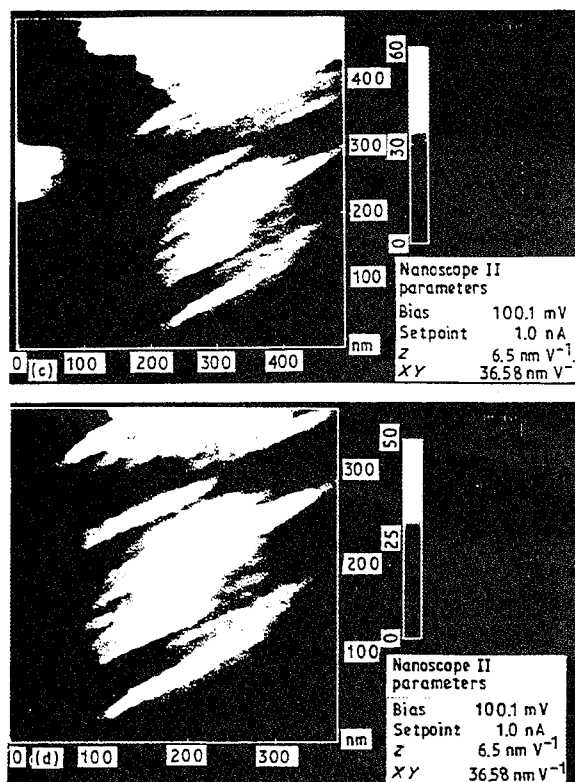 60
30
0
400
300
200
100
nm
0 (c) 100 200 300 400
Nanoscope II
parameters
Bias 100.1 mV
Setpoint 1.0 nA
Z 6.5 nm V⁻¹
XY 36.58 nm V⁻
50
25
0
300
200
100
nm
0 (d) 100 200 300
Nanoscope II
parameters
Bias 100.1 mV
Setpoint 1.0 nA
Z 6.5 nm V⁻¹
XY 36.58 nm V⁻¹